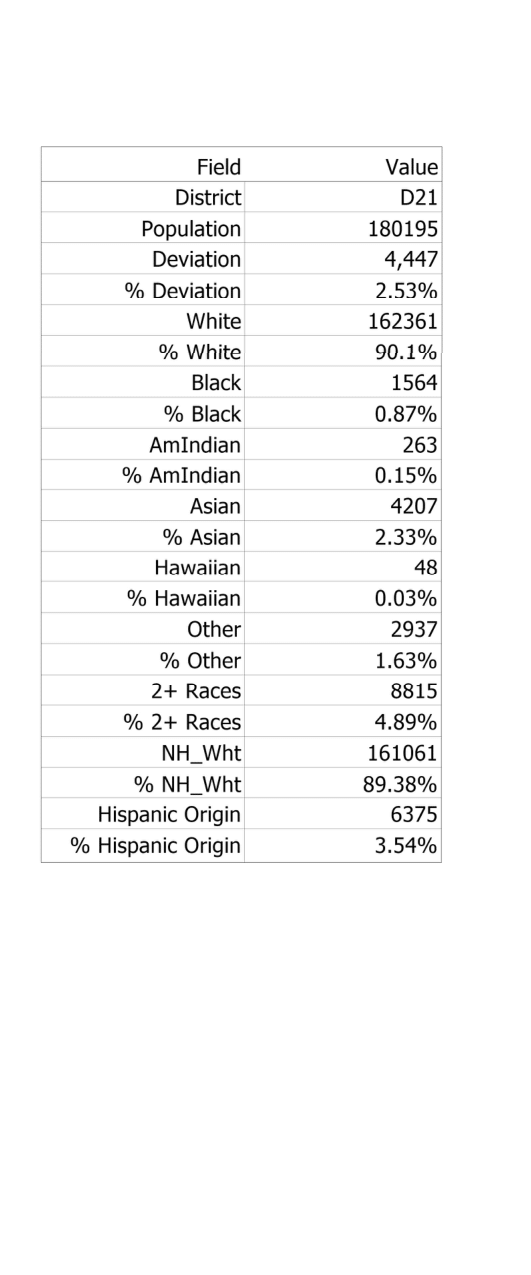 Field Value
District D21
Population 180195
Deviation 4,447
% Deviation 2.53%
White 162361
% White 90.1%
Black 1564
% Black 0.87%
AmIndian 263
% AmIndian 0.15%
Asian 4207
% Asian 2.33%
Hawaiian 48
% Hawaiian 0.03%
Other 2937
% Other 1.63%
2+ Races 8815
% 2+ Races 4.89%
NH_Wht 161061
% NH_Wht 89.38%
Hispanic Origin 6375
% Hispanic Origin 3.54%